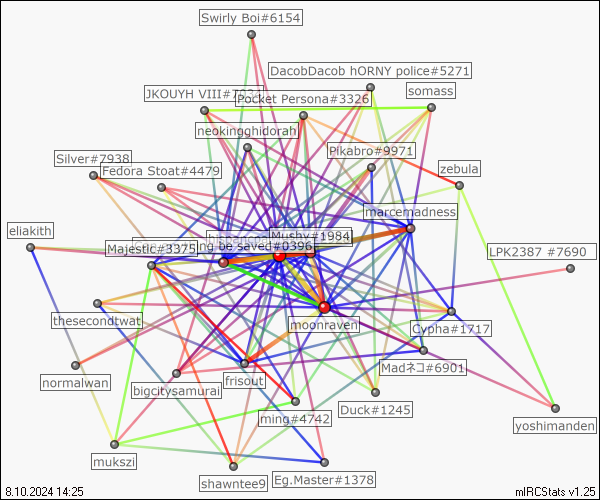 Swirly Boi#6154
DacobDacob hORNY police#5271
JKOUYH VIII
Pocket Persona#3326
somass
neokingghidorah
Pikabro#9971
Silver#7938
Fedora Stoat#4479
zebula
marcemadness
eliakith
Mushy#1984
Majestic#3375
ng be saved#0396
LPK2387 #7690
thesecondtwat
moonraven
Cypha#1717
normalwan
bigcitysamurai
frisout
Madネコ#6901
ming#4742
Duck#1245
yoshimanden
mukszi
shawntee9
Eg.Master#1378
8.10.2024 14:25
mIRCStats v1.25